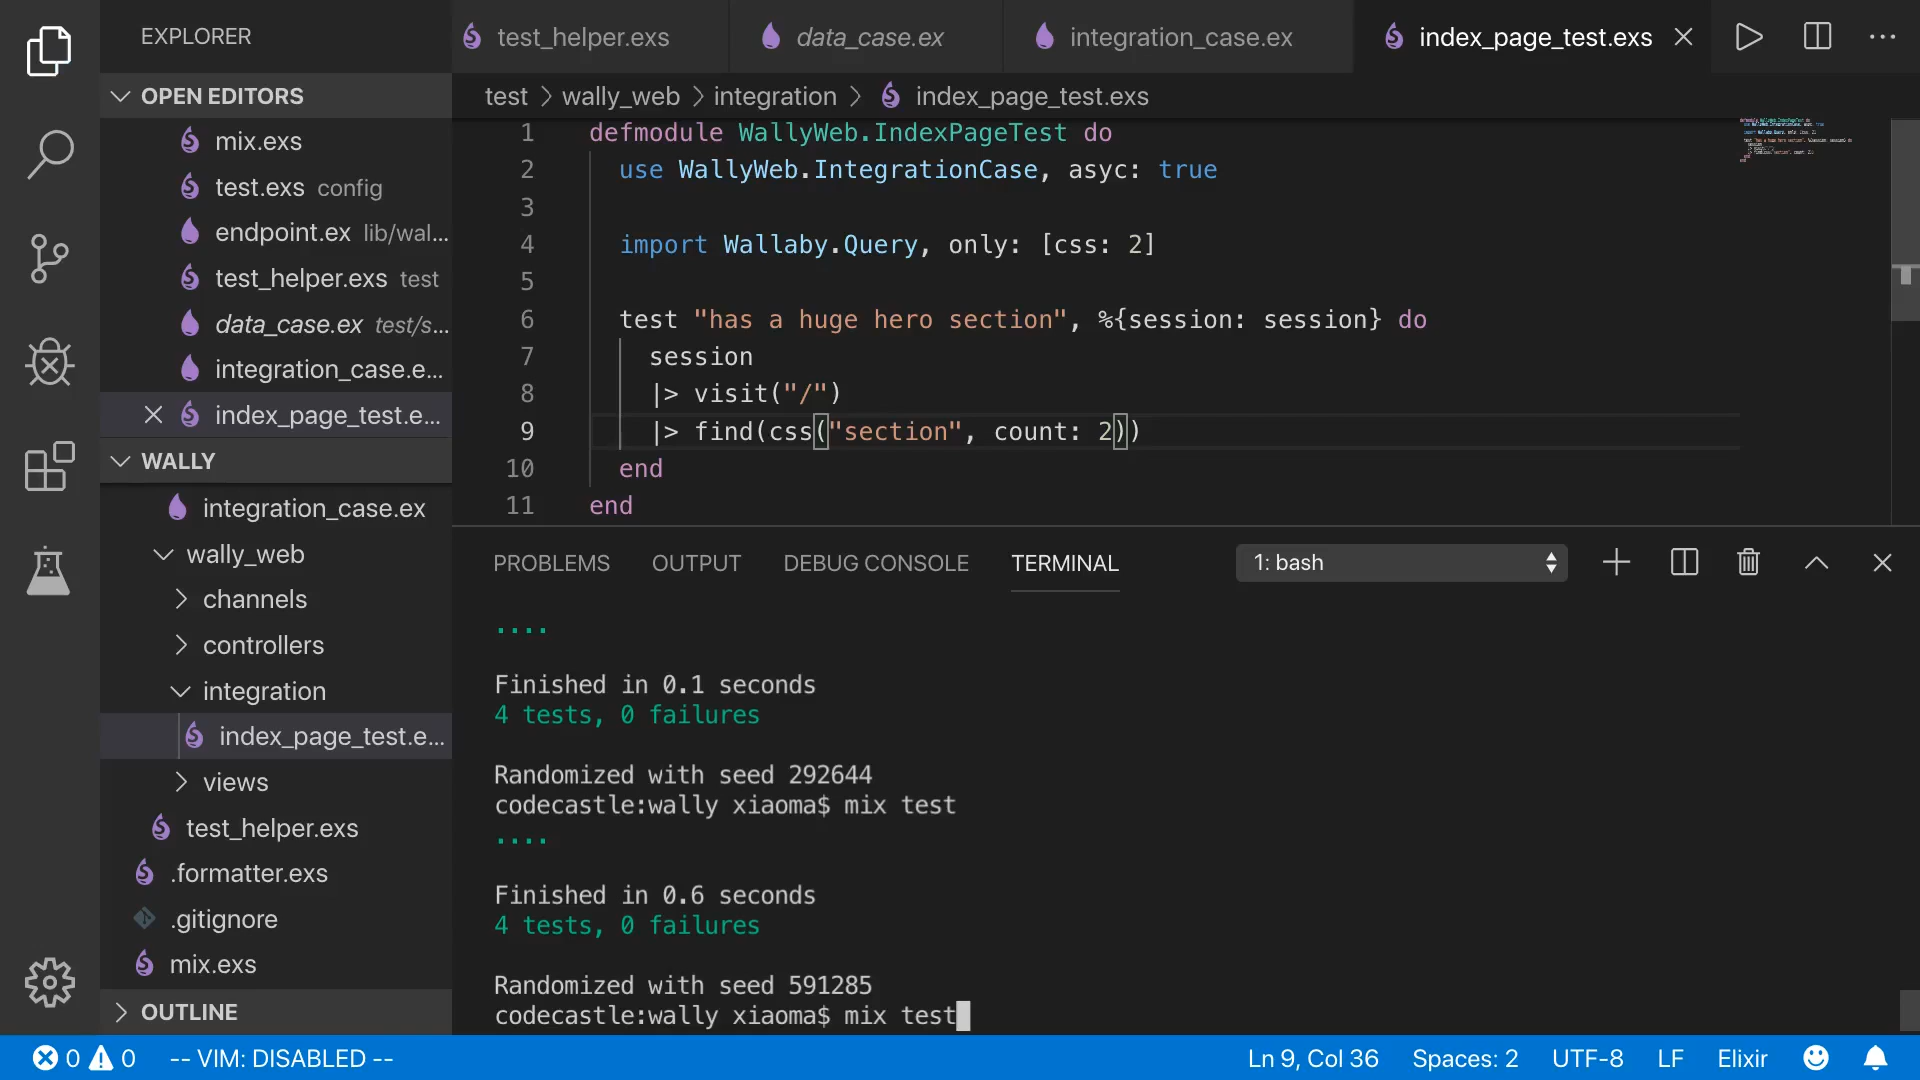 EXPLORER
OPEN EDITORS
mix.exs
test.exs config
endpoint.ex lib/wal...
test_helper.exs test
data_case.ex test/s...
integration_case.e...
index_page_test.e...
WALLY
integration_case.ex
wally_web
channels
controllers
integration
index_page_test.e...
views
test_helper.exs
.formatter.exs
.gitignore
mix.exs
OUTLINE
test_helper.exs data_case.ex integration_case.ex index_page_test.exs
test > wally_web > integration > index_page_test.exs
1 defmodule WallyWeb.IndexPageTest do
2 use WallyWeb.IntegrationCase, asyc: true
3
4 import Wallaby.Query, only: [css: 2]
5
6 test "has a huge hero section", %{session: session} do
7 session
8 |> visit("/")
9 |> find(css("section", count: 2))
10 end
11 end
PROBLEMS OUTPUT DEBUG CONSOLE TERMINAL 1: bash
....
Finished in 0.1 seconds
4 tests, 0 failures
Randomized with seed 292644
codecastle:wally xiaoma$ mix test
....
Finished in 0.6 seconds
4 tests, 0 failures
Randomized with seed 591285
codecastle:wally xiaoma$ mix test
0 0 -- VIM: DISABLED -- Ln 9, Col 36 Spaces: 2 UTF-8 LF Elixir